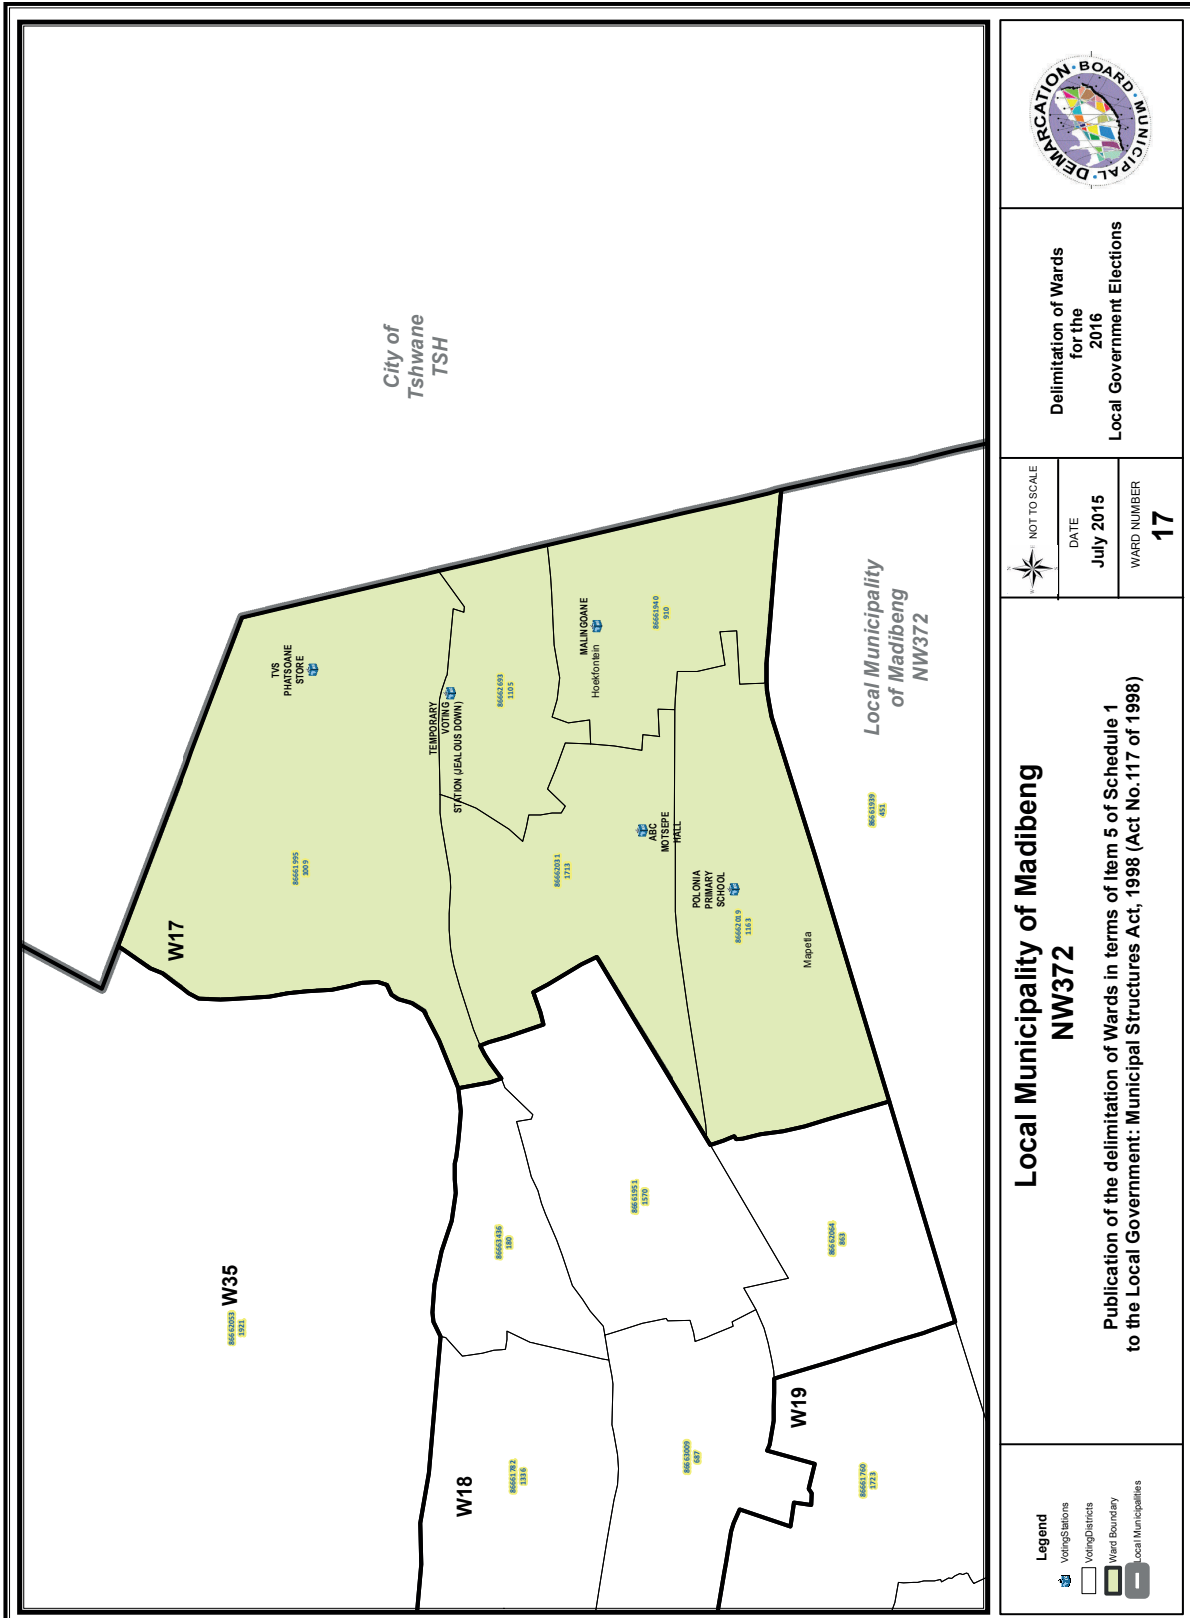 City of
Tshwane
TSH
TVS
PHATSOANE
STORE
86661995
3009
W17
TEMPORARY
VOTING
STATION (JEALOUS DOWN)
86662693
1105
MALINGOANE
Hoekfontein
86661940
910
86662031
1713
ABC
MOTSEPE
HALL
POLONIA
PRIMARY
SCHOOL
86662019
1163
Mapetla
Local Municipality
of Madibeng
NW372
86661939
451
W35
86662053
1921
86663436
180
86661951
1570
86662064
863
W18
86661782
1336
86663009
687
W19
86661760
1723
Legend
VotingStations
VotingDistricts
Ward Boundary
Local Municipalities
Local Municipality of Madibeng
NW372
Publication of the delimitation of Wards in terms of Item 5 of Schedule 1
to the Local Government: Municipal Structures Act, 1998 (Act No.117 of 1998)
NOT TO SCALE
DATE
July 2015
WARD NUMBER
17
Delimitation of Wards
for the
2016
Local Government Elections
MUNICIPAL · DEMARCATION · BOARD ·